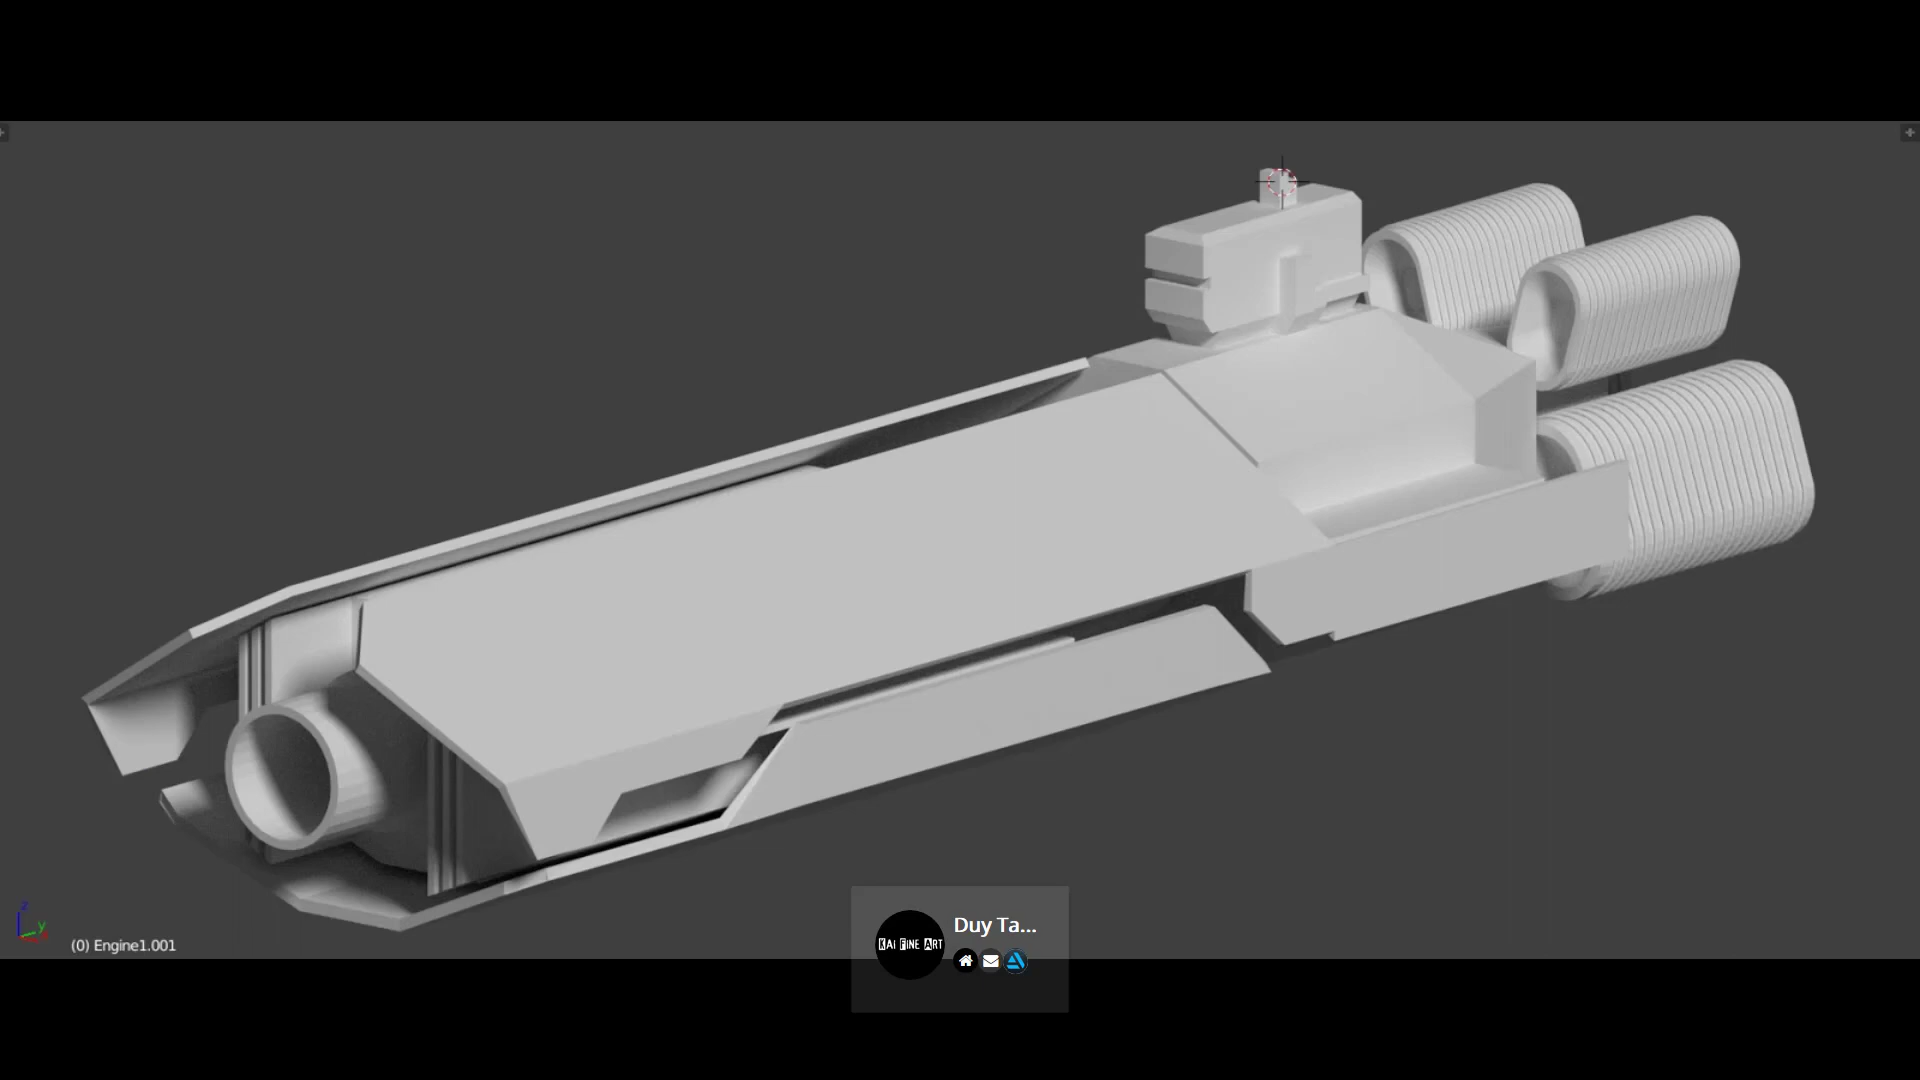 z
y
(0) Engine1.001
KAI FINE ART
Duy Ta...